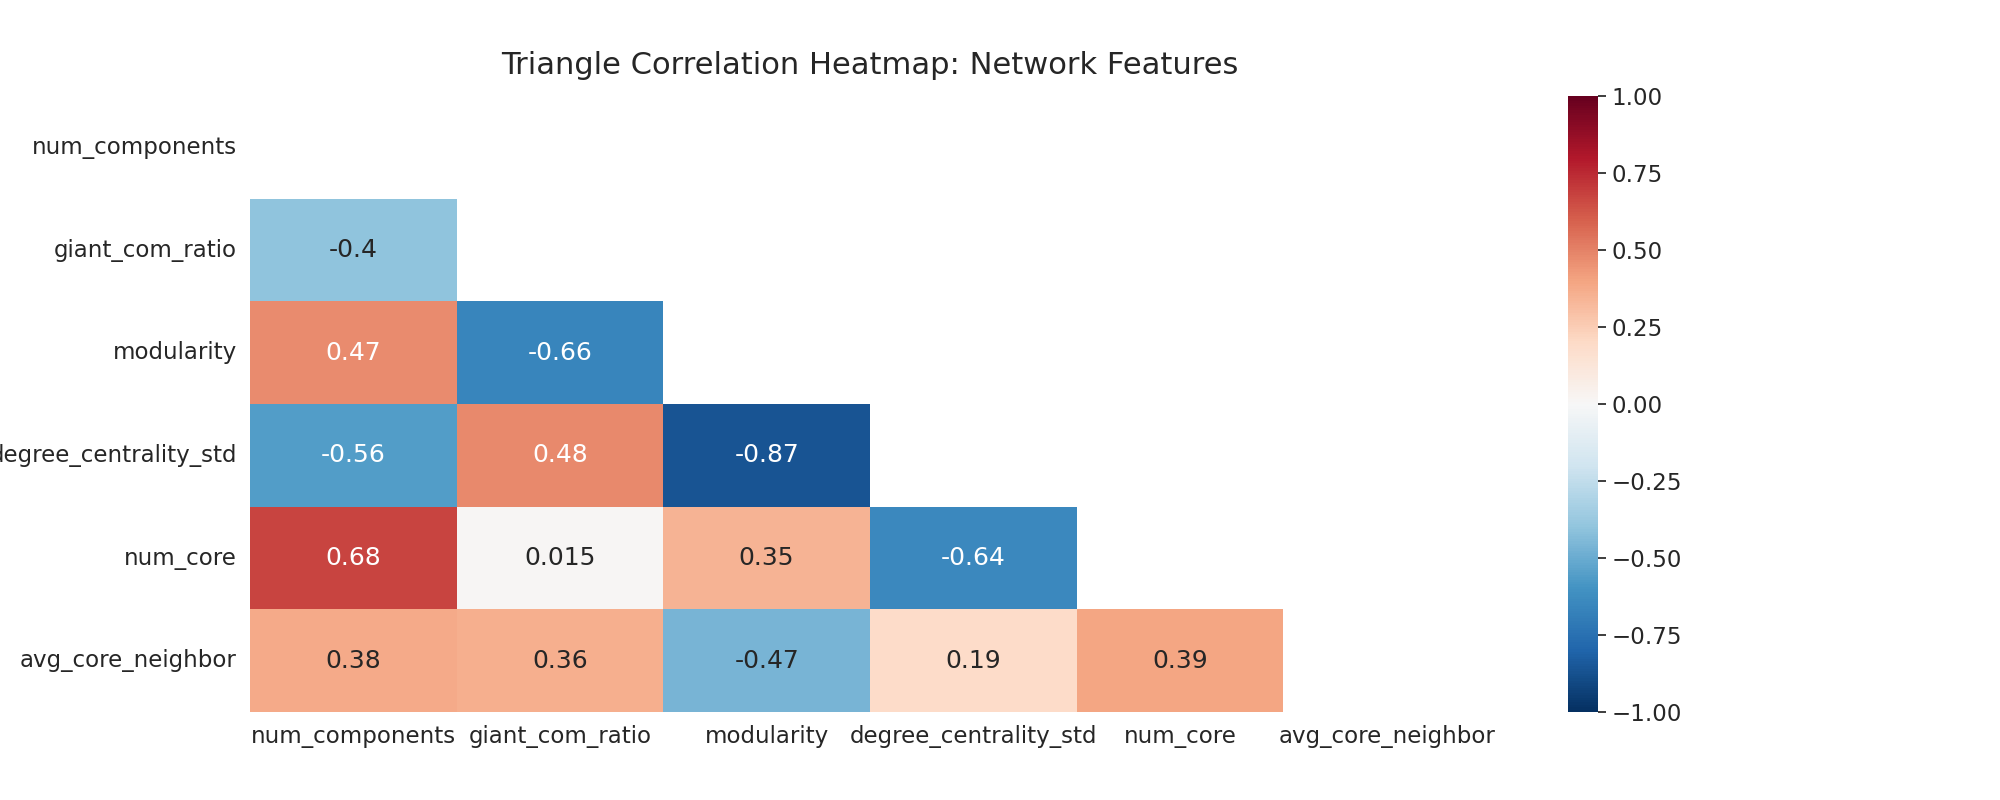 Triangle Correlation Heatmap: Network Features
num_components
giant_com_ratio -0.4
modularity 0.47 -0.66
degree_centrality_std -0.56 0.48 -0.87
num_core 0.68 0.015 0.35 -0.64
avg_core_neighbor 0.38 0.36 -0.47 0.19 0.39
num_components giant_com_ratio modularity degree_centrality_std num_core avg_core_neighbor
1.00
0.75
0.50
0.25
0.00
−0.25
−0.50
−0.75
−1.00